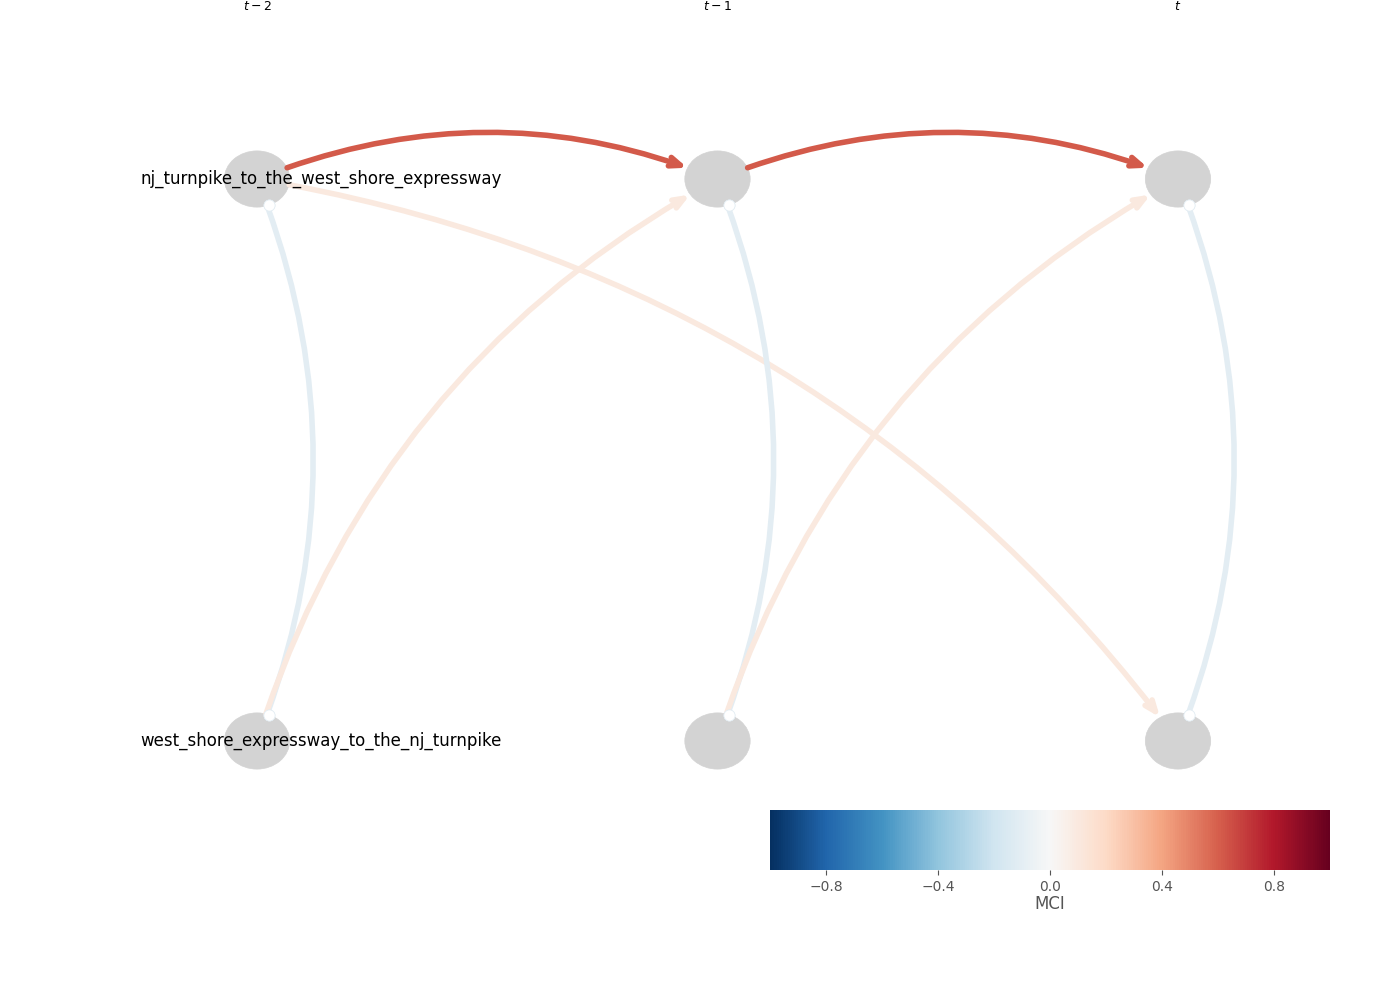 t − 2 t − 1 t
nj_turnpike_to_the_west_shore_expressway
west_shore_expressway_to_the_nj_turnpike
−0.8 −0.4 0.0 0.4 0.8
MCI